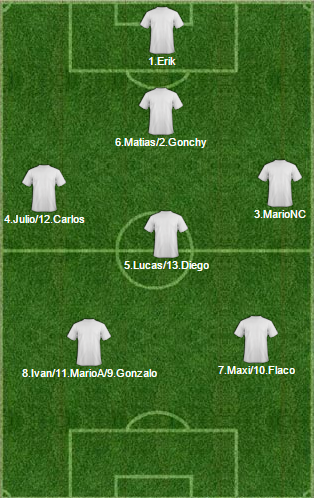 1.Erik
6.Matias/2.Gonchy
3.MarioNC
4.Julio/12.Carlos
5.Lucas/13.Diego
8.Ivan/11.MarioA/9.Gonzalo
7.Maxi/10.Flaco